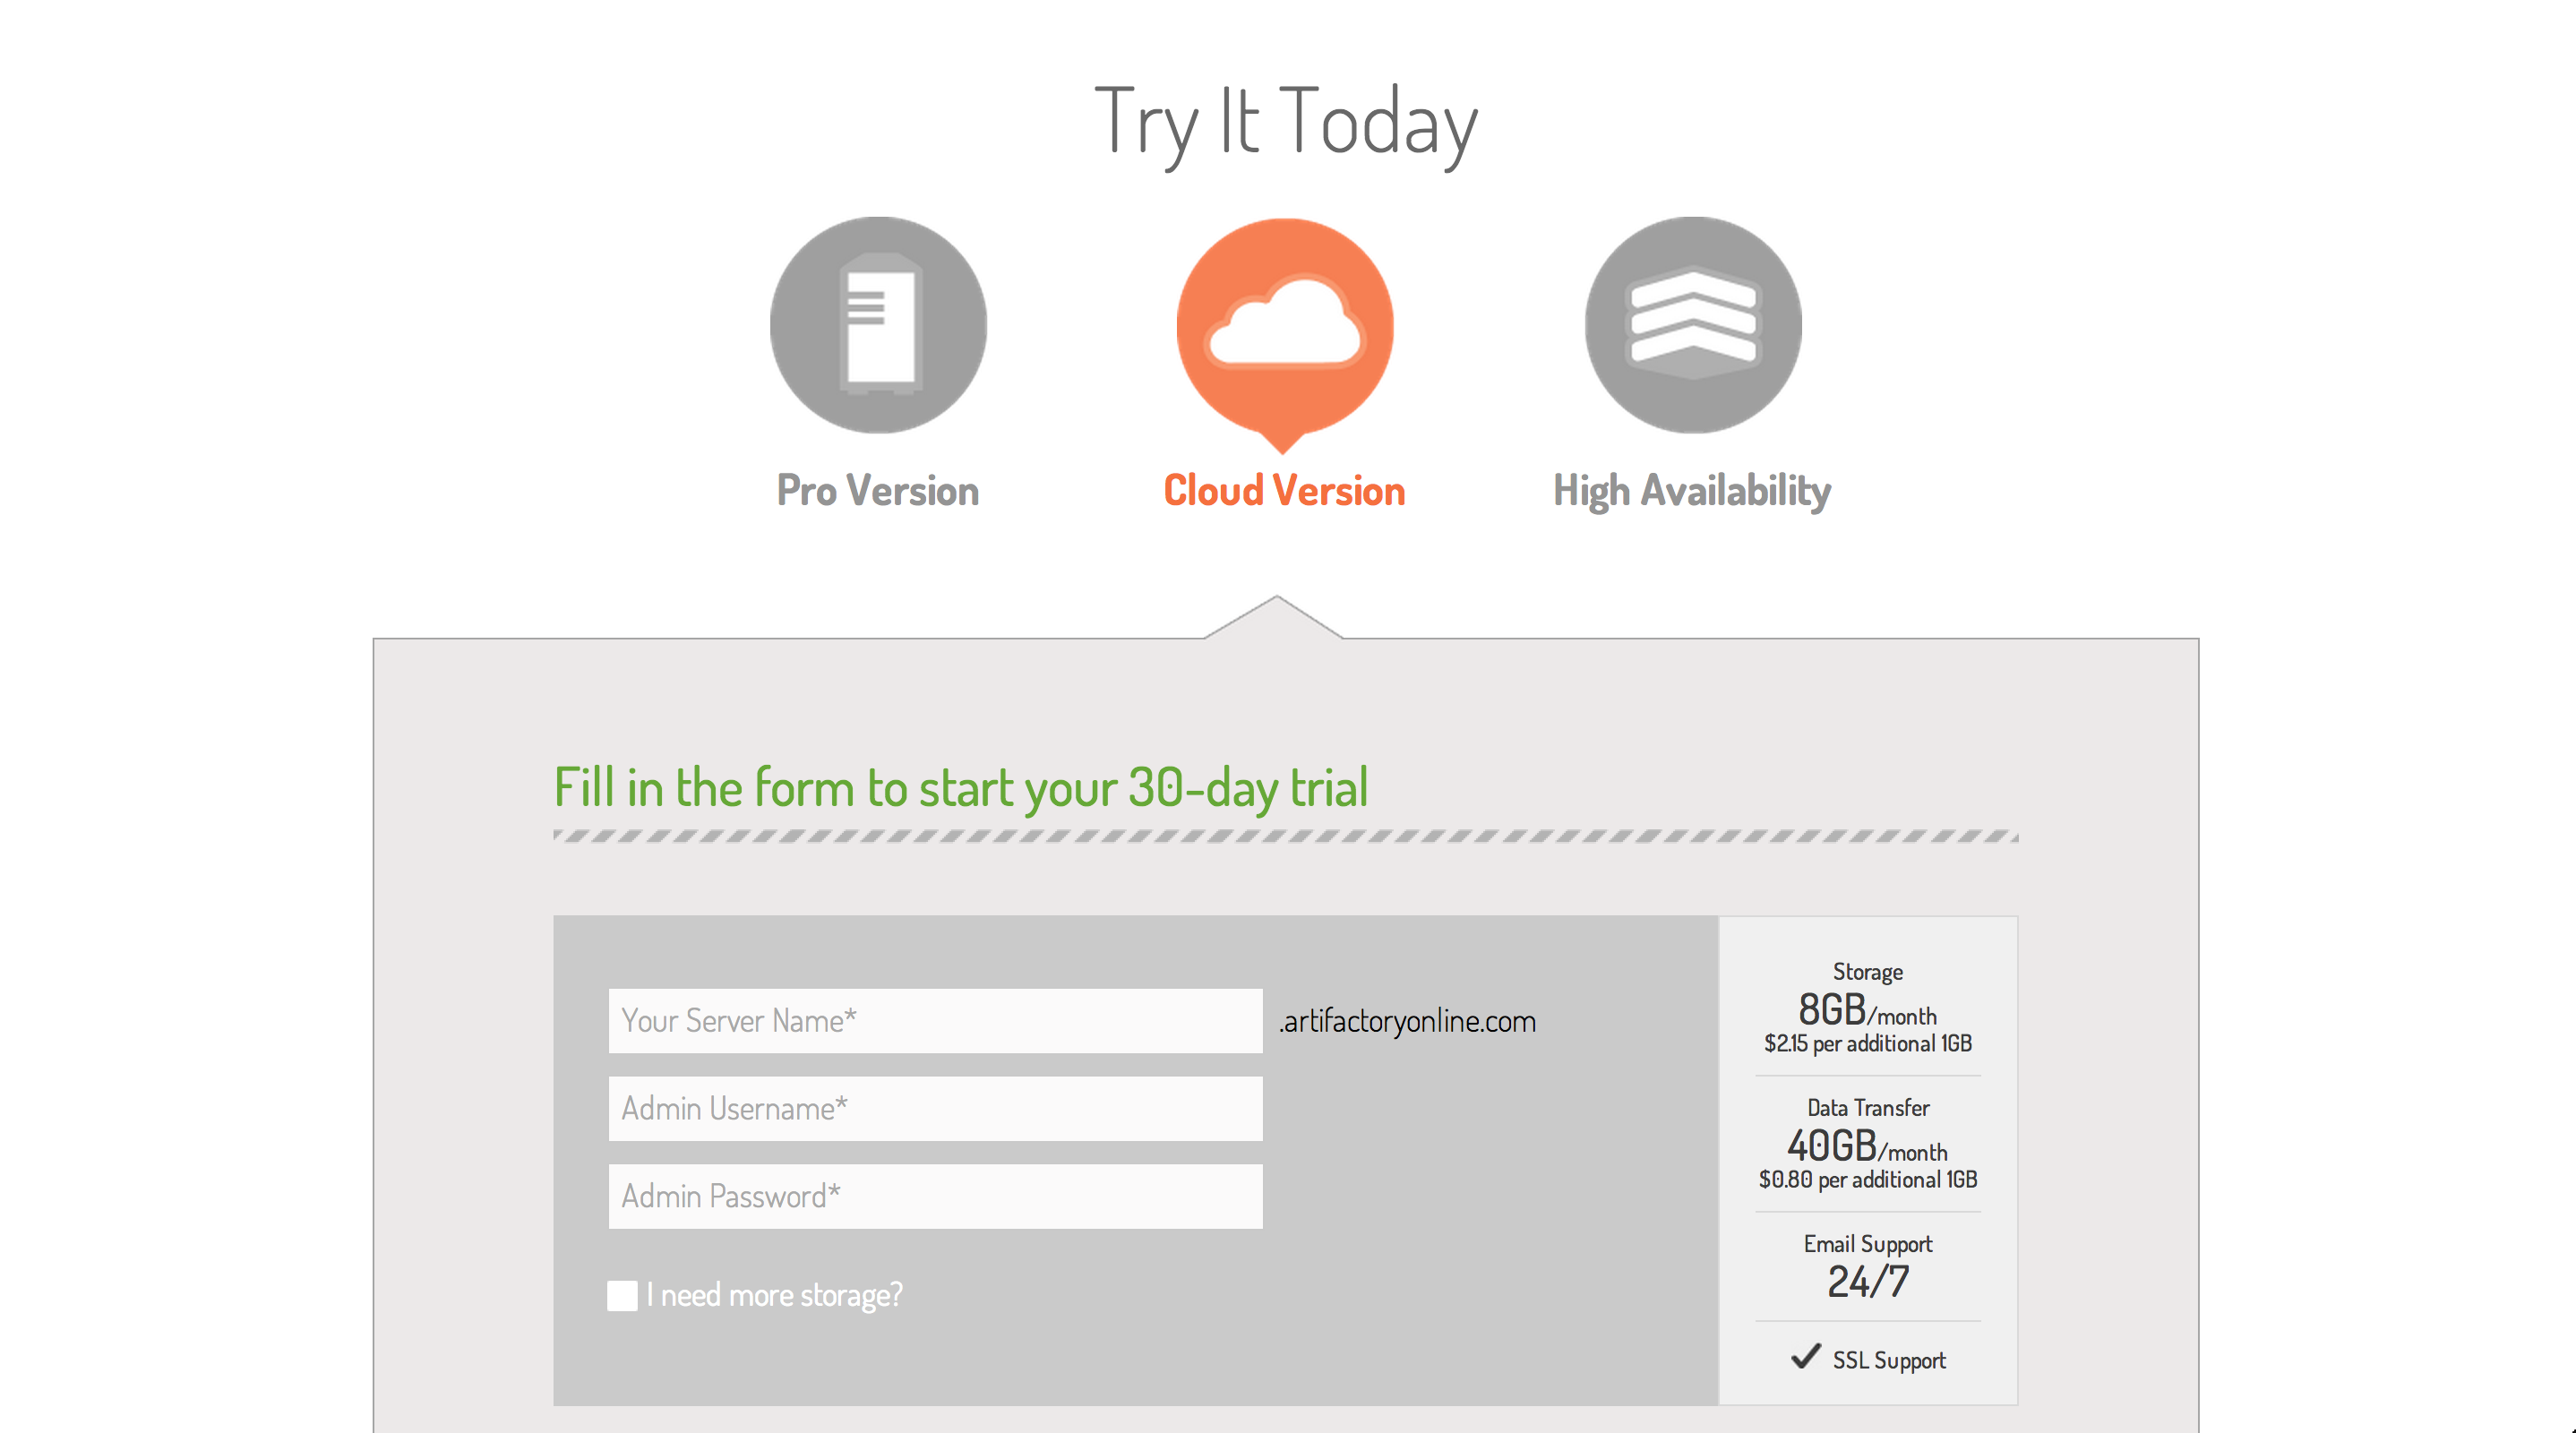 Try It Today
Pro Version
Cloud Version
High Availability
Fill in the form to start your 30-day trial
Your Server Name*
.artifactoryonline.com
Admin Username*
Admin Password*
I need more storage?
Storage
8GB/month
$2.15 per additional 1GB
Data Transfer
40GB/month
$0.80 per additional 1GB
Email Support
24/7
SSL Support